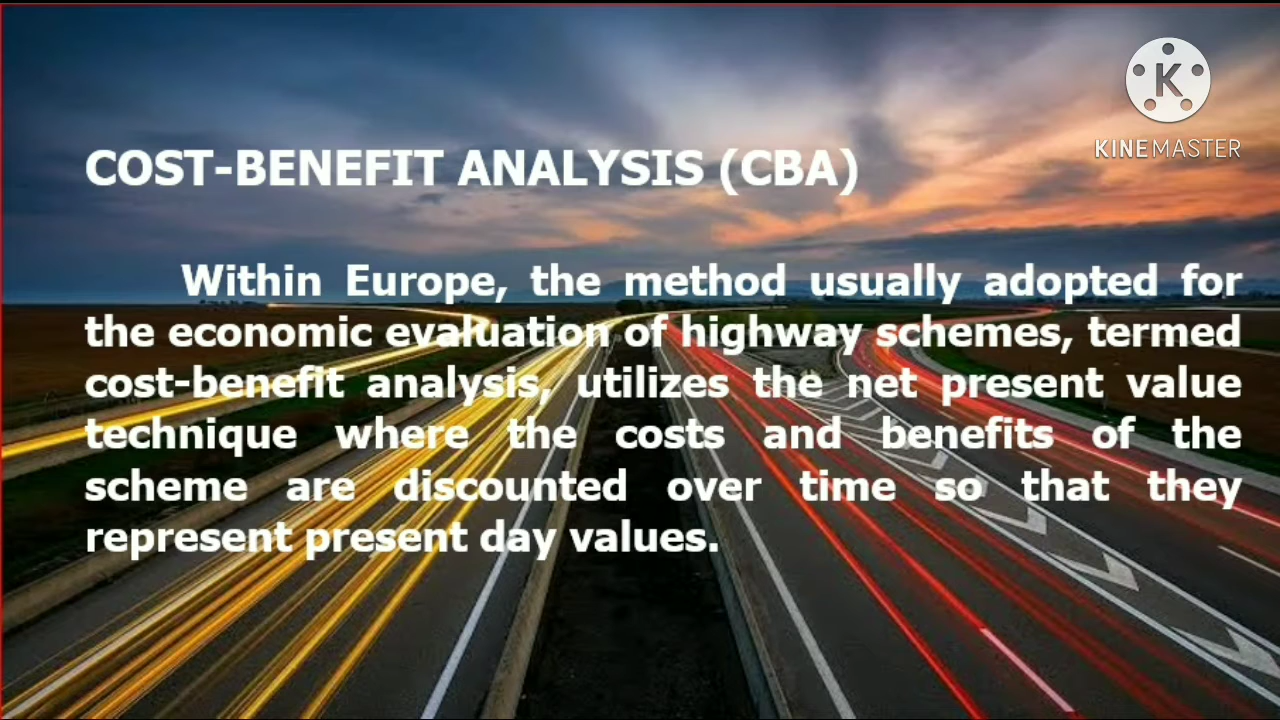 K
KINEMASTER
COST-BENEFIT ANALYSIS (CBA)
Within Europe, the method usually adopted for
the economic evaluation of highway schemes, termed
cost-benefit analysis, utilizes the net present value
technique where the costs and benefits of the
scheme are discounted over time so that they
represent present day values.